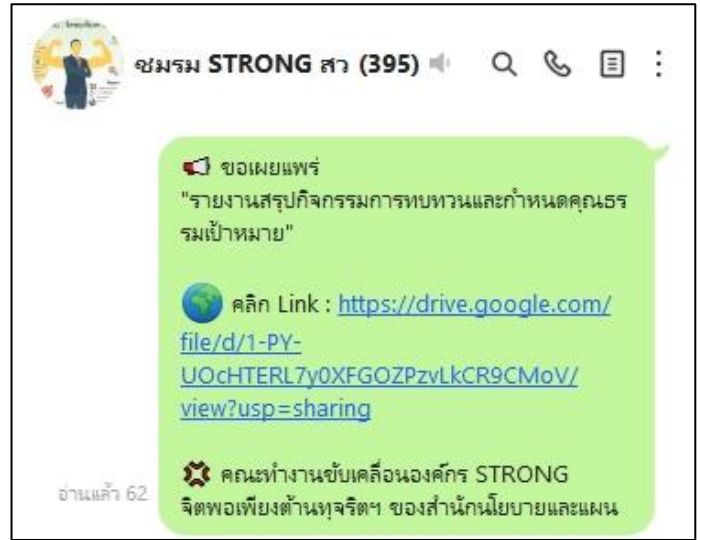 ชมรม STRONG สว (395)
ขอเผยแพร่
"รายงานสรุปกิจกรรมการทบทวนและกำหนดคุณธร
รมเป้าหมาย"
คลิก Link : https://drive.google.com/
file/d/1-PY-
UOcHTERL7y0XFGOZPzvLkCR9CMoV/
view?usp=sharing
คณะทำงานขับเคลื่อนองค์กร STRONG
อ่านแล้ว 62
จิตพอเพียงต้านทุจริตฯ ของสำนักนโยบายและแผน